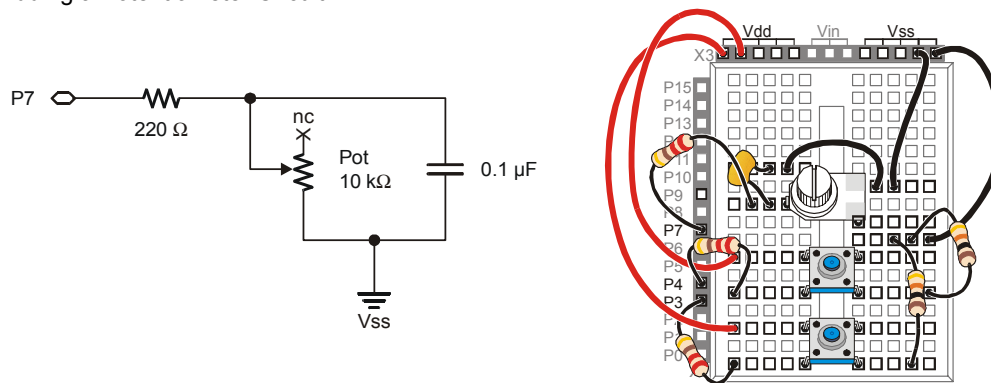 P7
220 Ω
nc
Pot
10 kΩ
0.1 µF
Vss
Vdd
Vin
Vss
X3
P15
P14
P13
P10
P9
P8
P7
P6
P5
P4
P3
P0